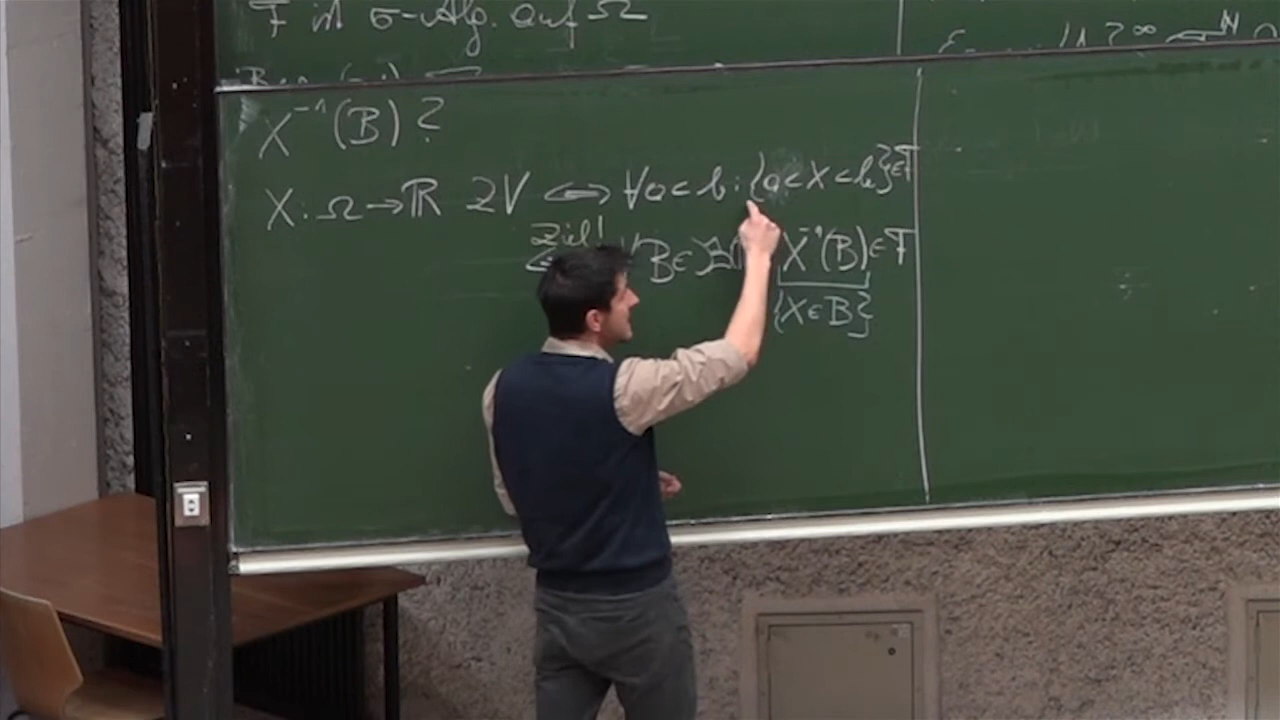 F ist σ-Alg. auf Ω
X⁻¹(B)?
X: Ω → ℝ ZV ⟺ ∀a<b: {a<X<b}∈F
Ziel!
B∈ X⁻¹(B)∈F
{X∈B}